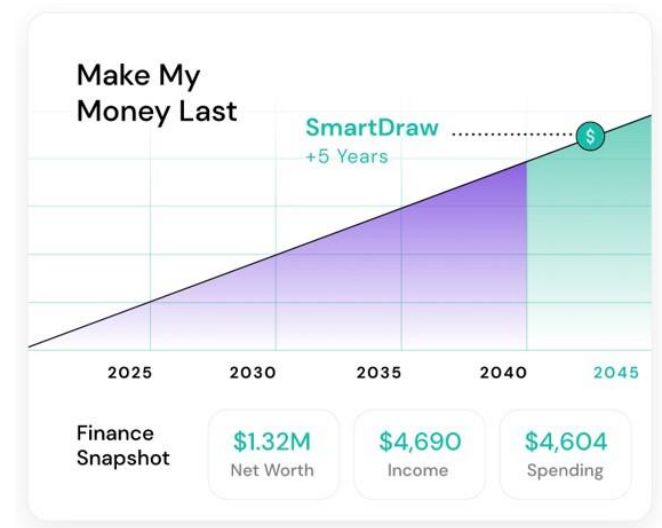 Make My
Money Last
SmartDraw
+5 Years
$
2025 2030 2035 2040 2045
Finance
Snapshot
$1.32M $4,690 $4,604
Net Worth Income Spending